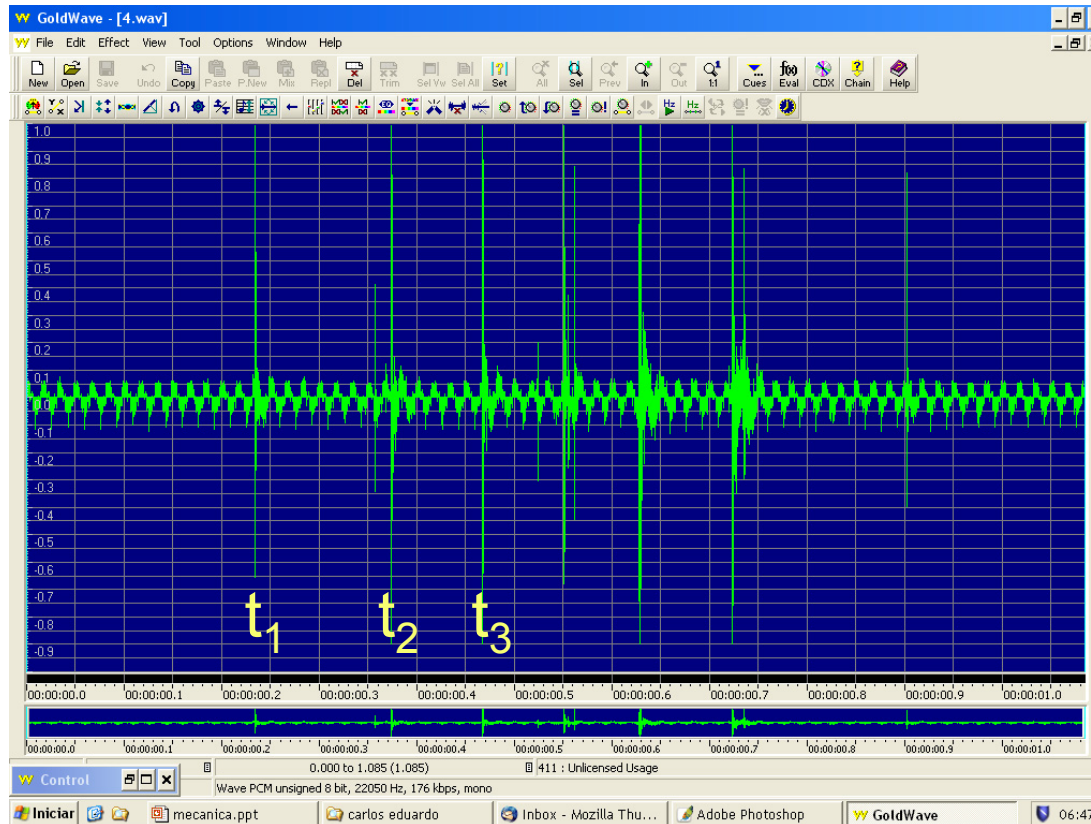 GoldWave - [4.wav]
File Edit Effect View Tool Options Window Help
New Open Save Undo Copy Paste P.New Mix Repl Del Trim Sel Vw Sel All Set All Sel Prev In Out 1:1 Cues Eval CDX Chain Help
1.0
0.9
0.8
0.7
0.6
0.5
0.4
0.3
0.2
0.1
0.0
-0.1
-0.2
-0.3
-0.4
-0.5
-0.6
-0.7
-0.8
-0.9
t1 t2 t3
00:00:00.0 00:00:00.1 00:00:00.2 00:00:00.3 00:00:00.4 00:00:00.5 00:00:00.6 00:00:00.7 00:00:00.8 00:00:00.9 00:00:01.0
00:00:00.0 00:00:00.1 00:00:00.2 00:00:00.3 00:00:00.4 00:00:00.5 00:00:00.6 00:00:00.7 00:00:00.8 00:00:00.9 00:00:01.0
0.000 to 1.085 (1.085) 411 : Unlicensed Usage
Control
Wave PCM unsigned 8 bit, 22050 Hz, 176 kbps, mono
Iniciar mecanica.ppt carlos eduardo Inbox - Mozilla Thu... Adobe Photoshop GoldWave